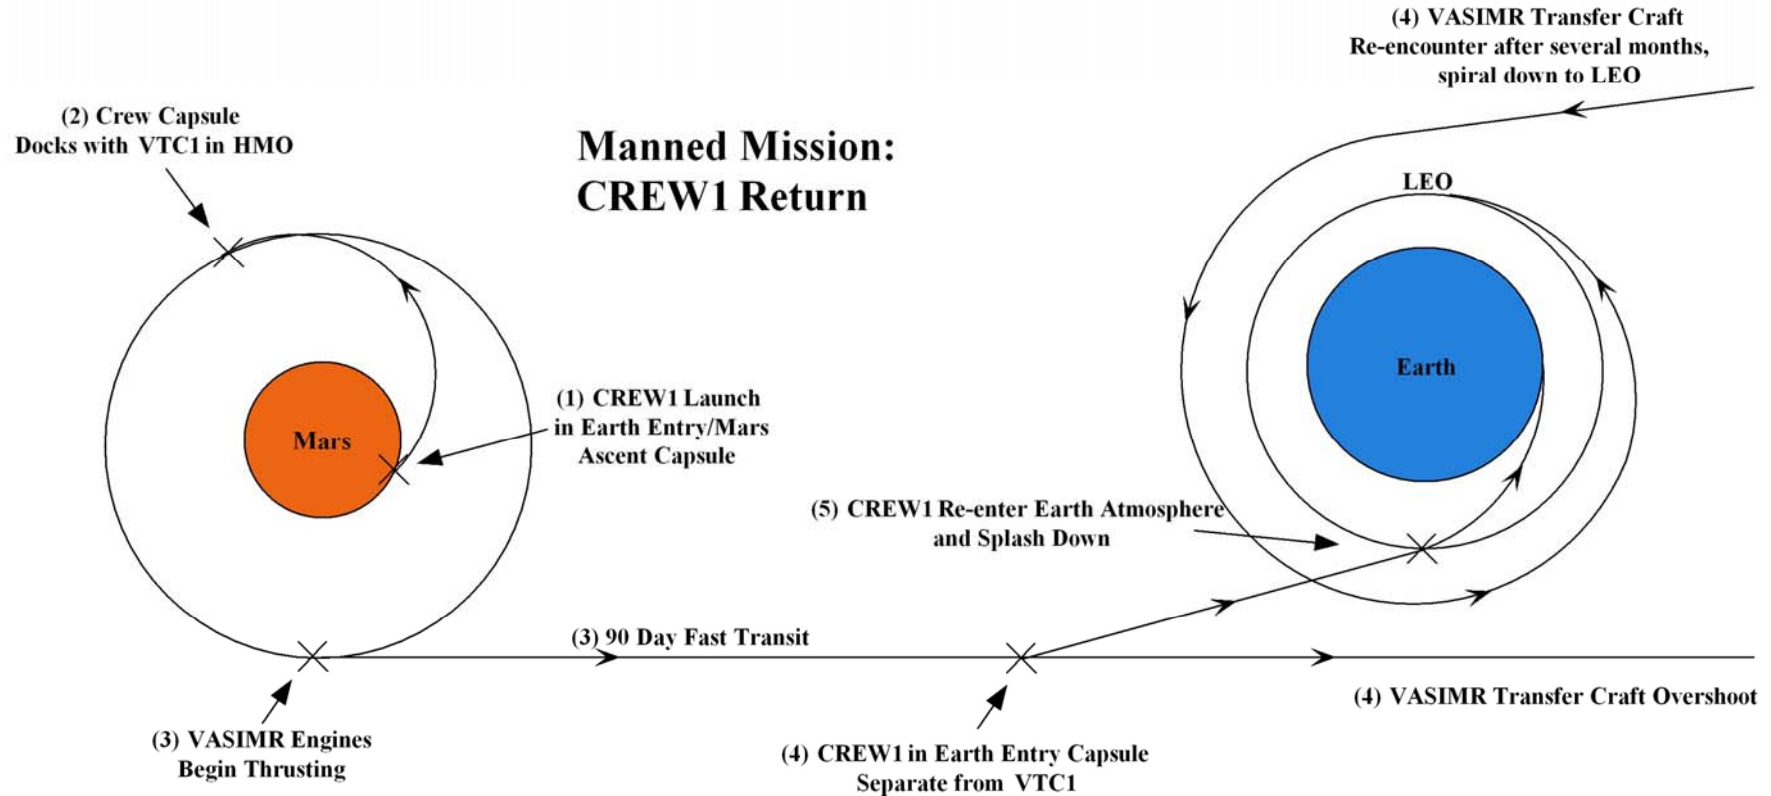 (4) VASIMR Transfer Craft
Re-encounter after several months,
spiral down to LEO
(2) Crew Capsule
Docks with VTC1 in HMO
Manned Mission:
CREW1 Return
LEO
Earth
Mars
(1) CREW1 Launch
in Earth Entry/Mars
Ascent Capsule
(5) CREW1 Re-enter Earth Atmosphere
and Splash Down
(3) 90 Day Fast Transit
(4) VASIMR Transfer Craft Overshoot
(3) VASIMR Engines
Begin Thrusting
(4) CREW1 in Earth Entry Capsule
Separate from VTC1